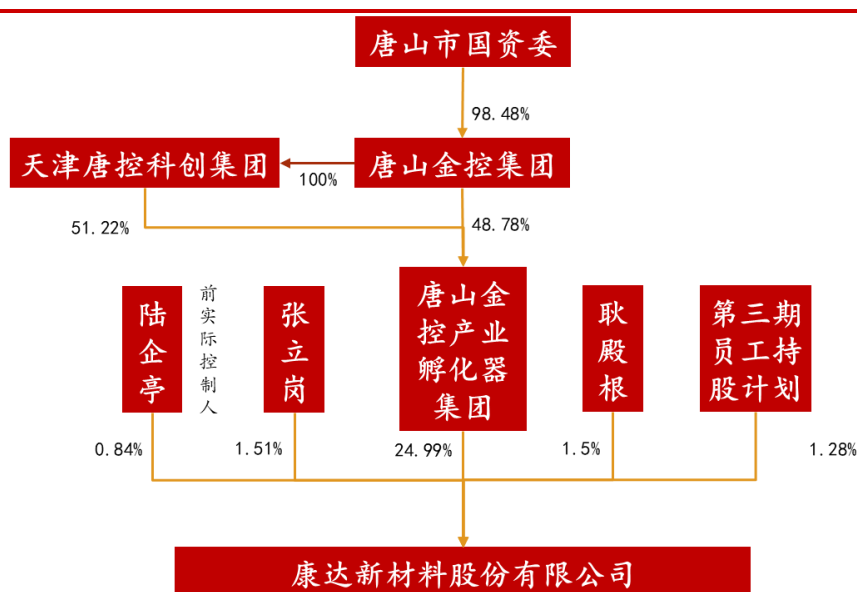 唐山市国资委
98.48%
天津唐控科创集团
唐山金控集团
100%
51.22%
48.78%
陆
企
亭
前
实
际
控
制
人
张
立
岗
唐山金
控产业
孵化器
集团
耿
殿
根
第三期
员工持
股计划
0.84%
1.51%
24.99%
1.5%
1.28%
康达新材料股份有限公司